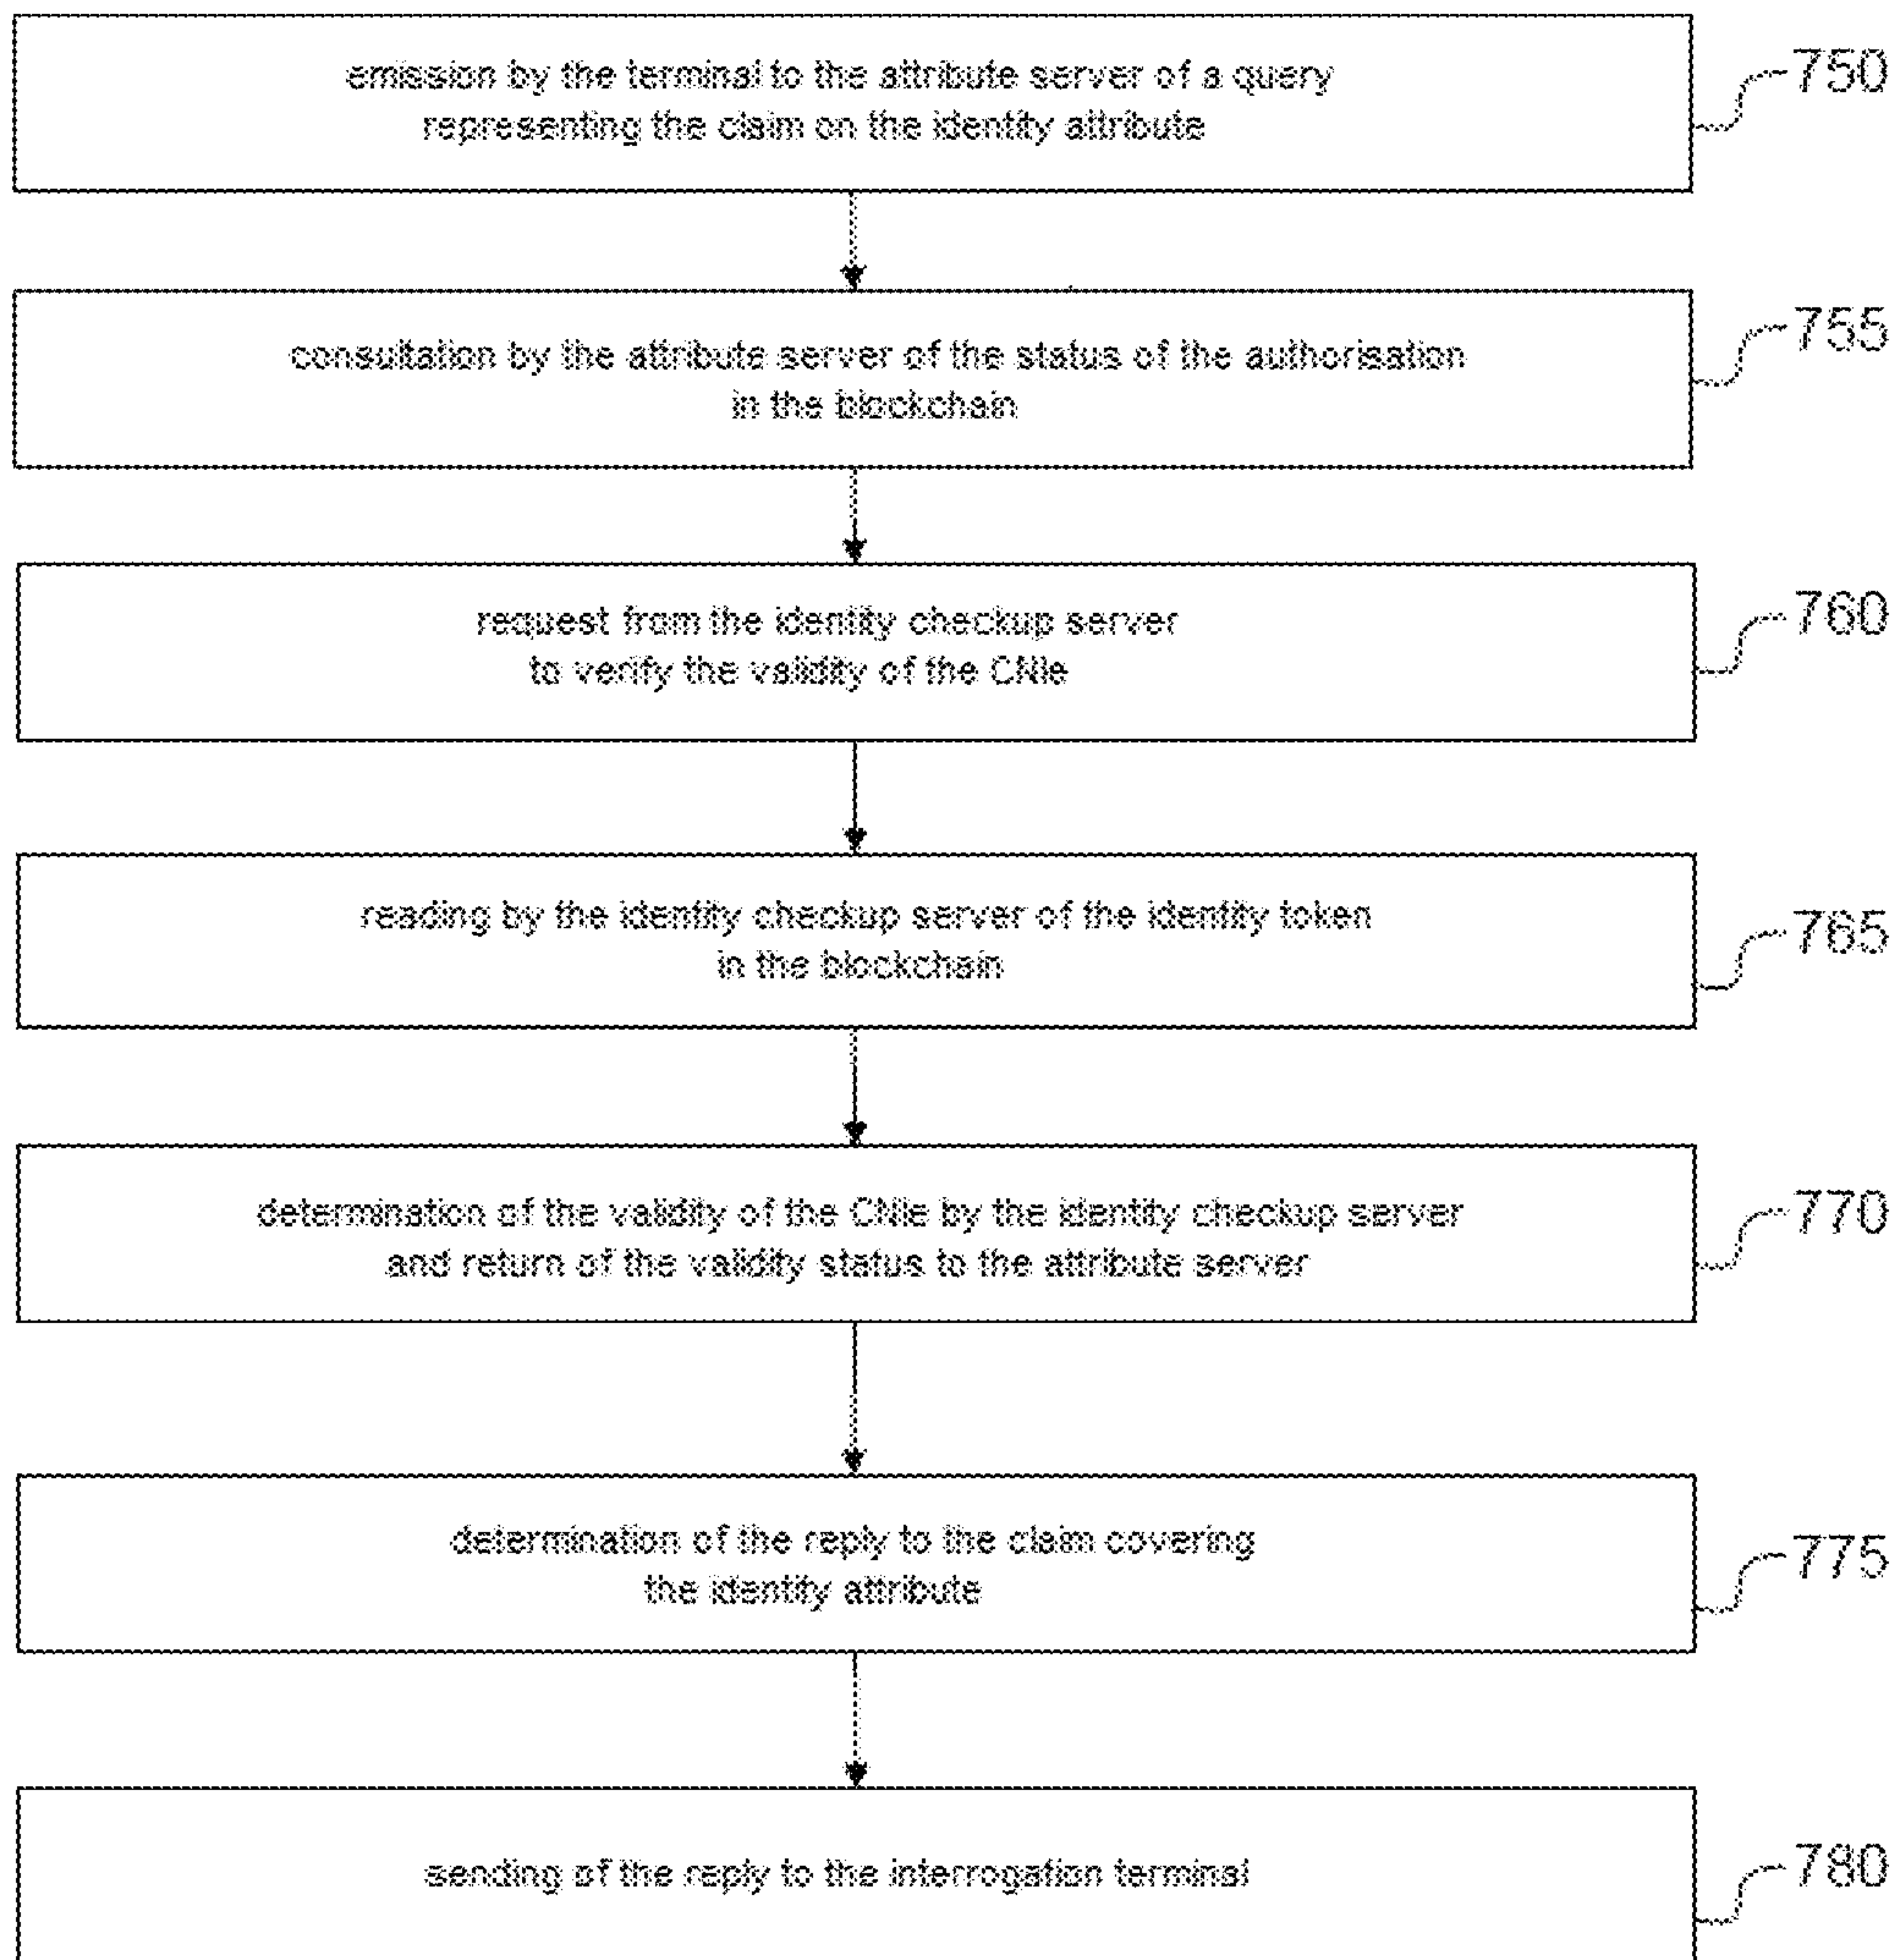 emission by the terminal to the attribute server of a query
representing the claim on the identity attribute
750
consultation by the attribute server of the status of the authorisation
in the blockchain
755
request from the identity checkup server
to verify the validity of the CNIe
760
reading by the identity checkup server of the identity token
in the blockchain
765
determination of the validity of the CNIe by the identity checkup server
and return of the validity status to the attribute server
770
determination of the reply to the claim covering
the identity attribute
775
sending of the reply to the interrogation terminal
780